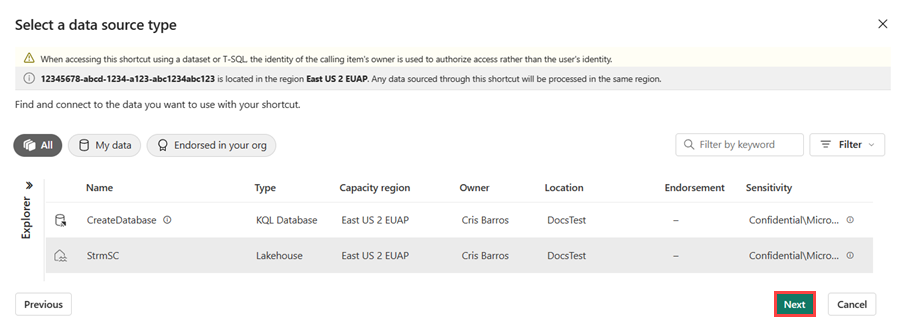 Select a data source type
When accessing this shortcut using a dataset or T-SQL, the identity of the calling item's owner is used to authorize access rather than the user's identity.
12345678-abcd-1234-a123-abc1234abc123 is located in the region East US 2 EUAP. Any data sourced through this shortcut will be processed in the same region.
Find and connect to the data you want to use with your shortcut.
All My data Endorsed in your org Filter by keyword Filter
Explorer
Name Type Capacity region Owner Location Endorsement Sensitivity
CreateDatabase KQL Database East US 2 EUAP Cris Barros DocsTest – Confidential\Micro...
StrmSC Lakehouse East US 2 EUAP Cris Barros DocsTest – Confidential\Micro...
Previous Next Cancel